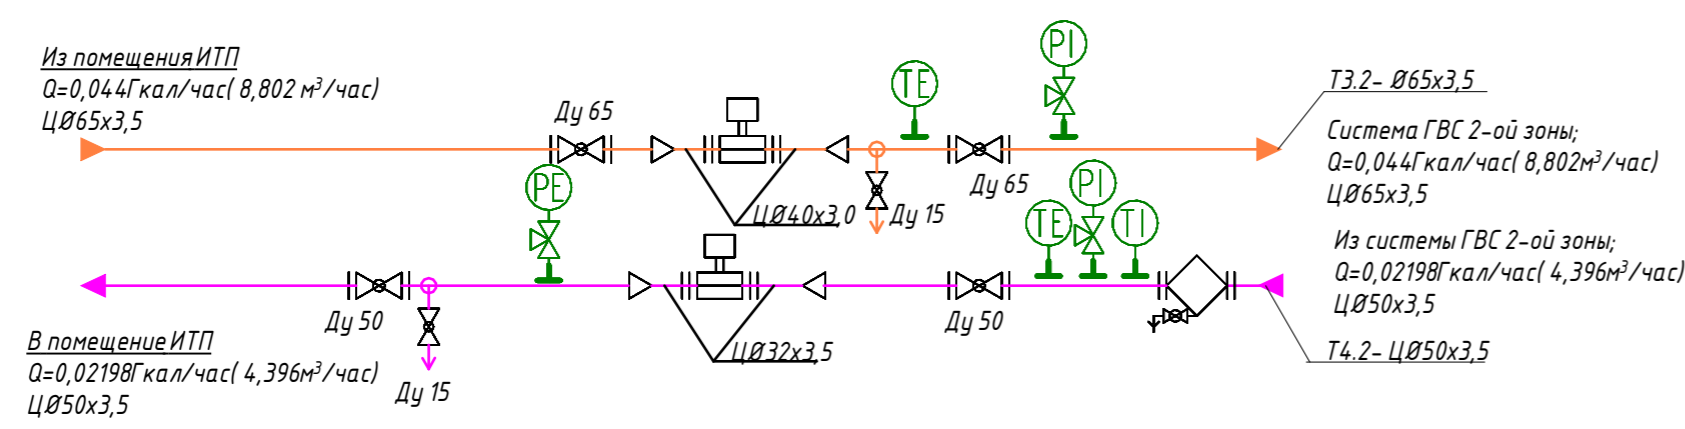 Из помещения ИТП
Q=0,044Гкал/час( 8,802 м³/час)
ЦØ65х3,5
Ду 65
TE
PI
Т3.2- Ø65х3,5
Система ГВС 2-ой зоны;
Q=0,044Гкал/час( 8,802м³/час)
ЦØ65х3,5
PE
ЦØ40х3,0
Ду 15
Ду 65
PI
TE
TI
Из системы ГВС 2-ой зоны;
Q=0,02198Гкал/час( 4,396м³/час)
ЦØ50х3,5
Ду 50
Ду 50
В помещение ИТП
Q=0,02198Гкал/час( 4,396м³/час)
ЦØ50х3,5
Ду 15
ЦØ32х3,5
Т4.2- ЦØ50х3,5